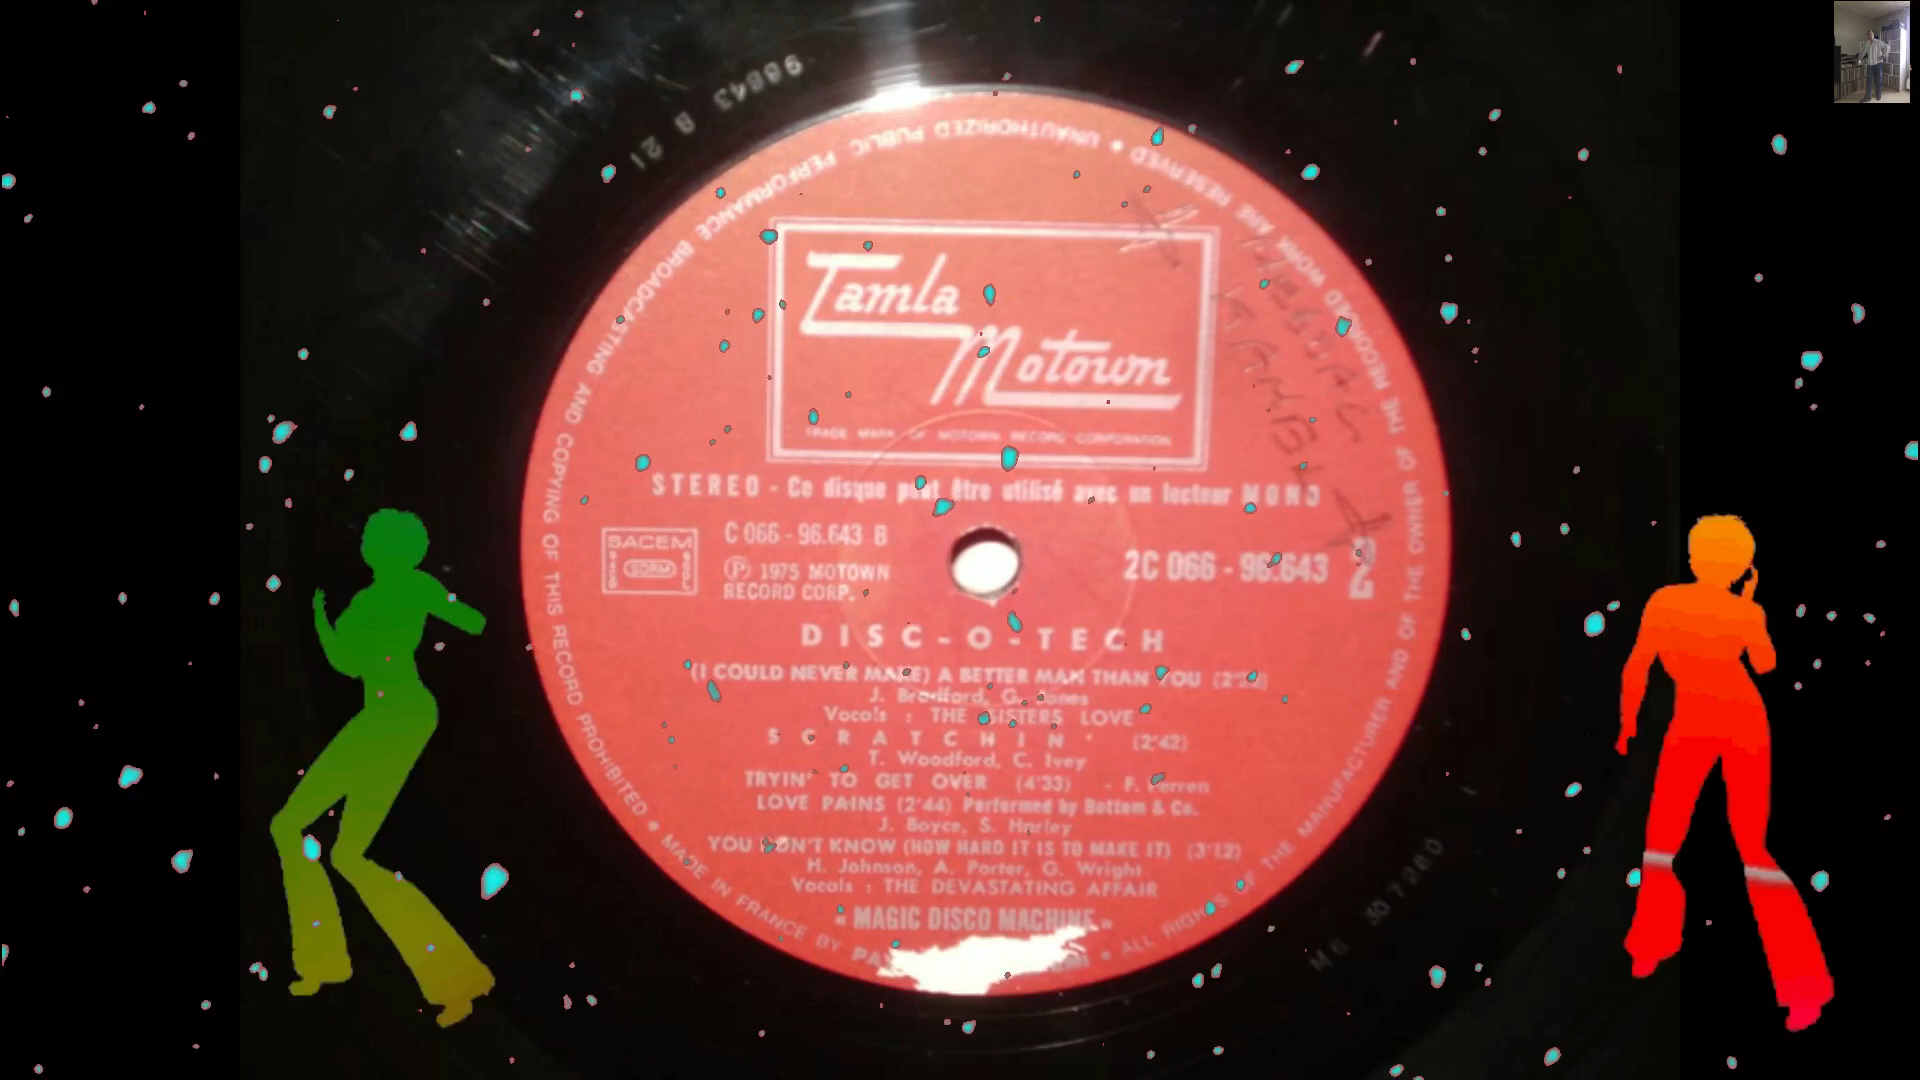 Tamla
Motown
TRADE MARK OF MOTOWN RECORD CORPORATION
STEREO - Ce disque peut être utilisé avec un lecteur MONO
SACEM
SDRM
C 066 - 96.643 B
Ⓟ 1975 MOTOWN
RECORD CORP.
2C 066 - 96.643
2
DISC-O-TECH
(I COULD NEVER MAKE) A BETTER MAN THAN YOU
J. Bradford, G. Jones
Vocals : THE SISTERS LOVE
SCRATCHIN' (2'42)
T. Woodford, C. Ivey
TRYIN' TO GET OVER (4'33) - F. Perren
LOVE PAINS (2'44) Performed by Bottom & Co.
J. Boyce, S. Harley
YOU DON'T KNOW (HOW HARD IT IS TO MAKE IT) (3'12)
H. Johnson, A. Porter, G. Wright
Vocals : THE DEVASTATING AFFAIR
« MAGIC DISCO MACHINE »
MADE IN FRANCE BY • ALL RIGHTS OF THE MANUFACTURER AND OF THE OWNER OF THE RECORDED WORK ARE RESERVED • UNAUTHORIZED PUBLIC PERFORMANCE BROADCASTING AND COPYING OF THIS RECORD PROHIBITED •
96643 B 21
M6 307280